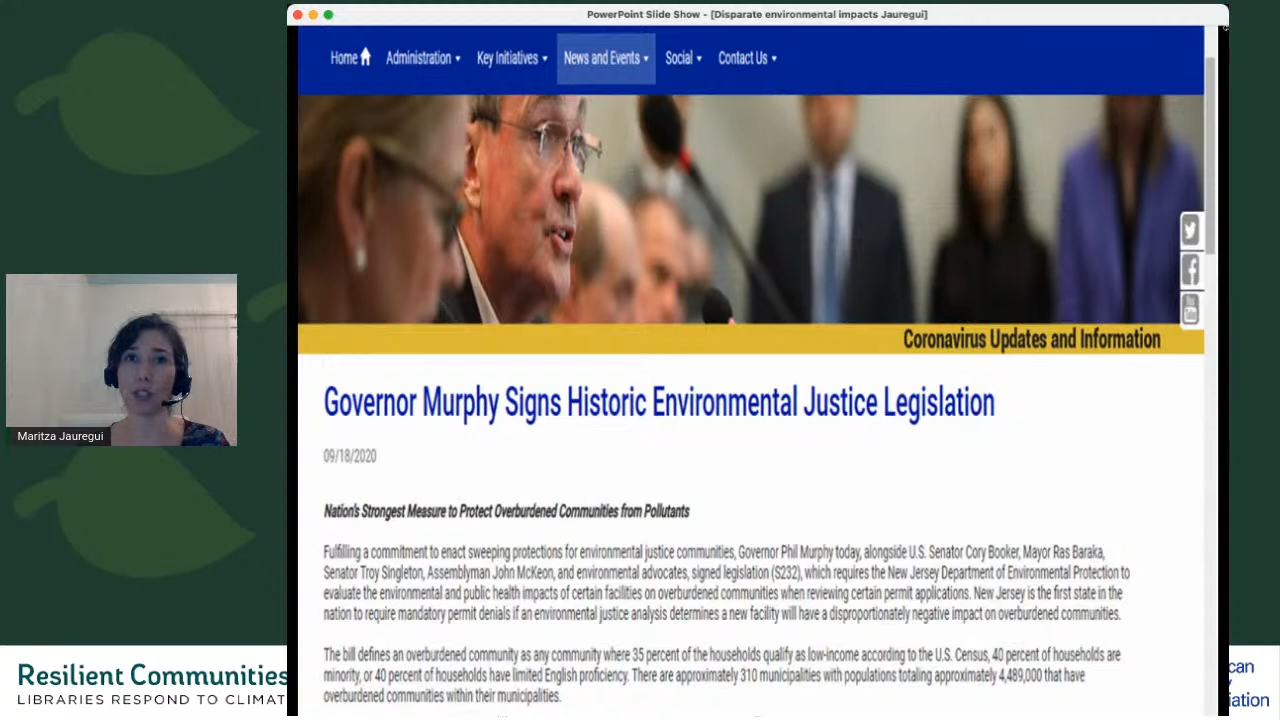 PowerPoint Slide Show - [Disparate environmental impacts Jauregui]
Home Administration Key Initiatives News and Events Social Contact Us
Coronavirus Updates and Information
Governor Murphy Signs Historic Environmental Justice Legislation
09/18/2020
Nation's Strongest Measure to Protect Overburdened Communities from Pollutants
Fulfilling a commitment to enact sweeping protections for environmental justice communities, Governor Phil Murphy today, alongside U.S. Senator Cory Booker, Mayor Ras Baraka,
Senator Troy Singleton, Assemblyman John McKeon, and environmental advocates, signed legislation (S232), which requires the New Jersey Department of Environmental Protection to
evaluate the environmental and public health impacts of certain facilities on overburdened communities when reviewing certain permit applications. New Jersey is the first state in the
nation to require mandatory permit denials if an environmental justice analysis determines a new facility will have a disproportionately negative impact on overburdened communities.
The bill defines an overburdened community as any community where 35 percent of the households qualify as low-income according to the U.S. Census, 40 percent of households are
minority, or 40 percent of households have limited English proficiency. There are approximately 310 municipalities with populations totaling approximately 4,489,000 that have
overburdened communities within their municipalities.
Maritza Jauregui
Resilient Communities
LIBRARIES RESPOND TO CLIMAT
can
y
iation